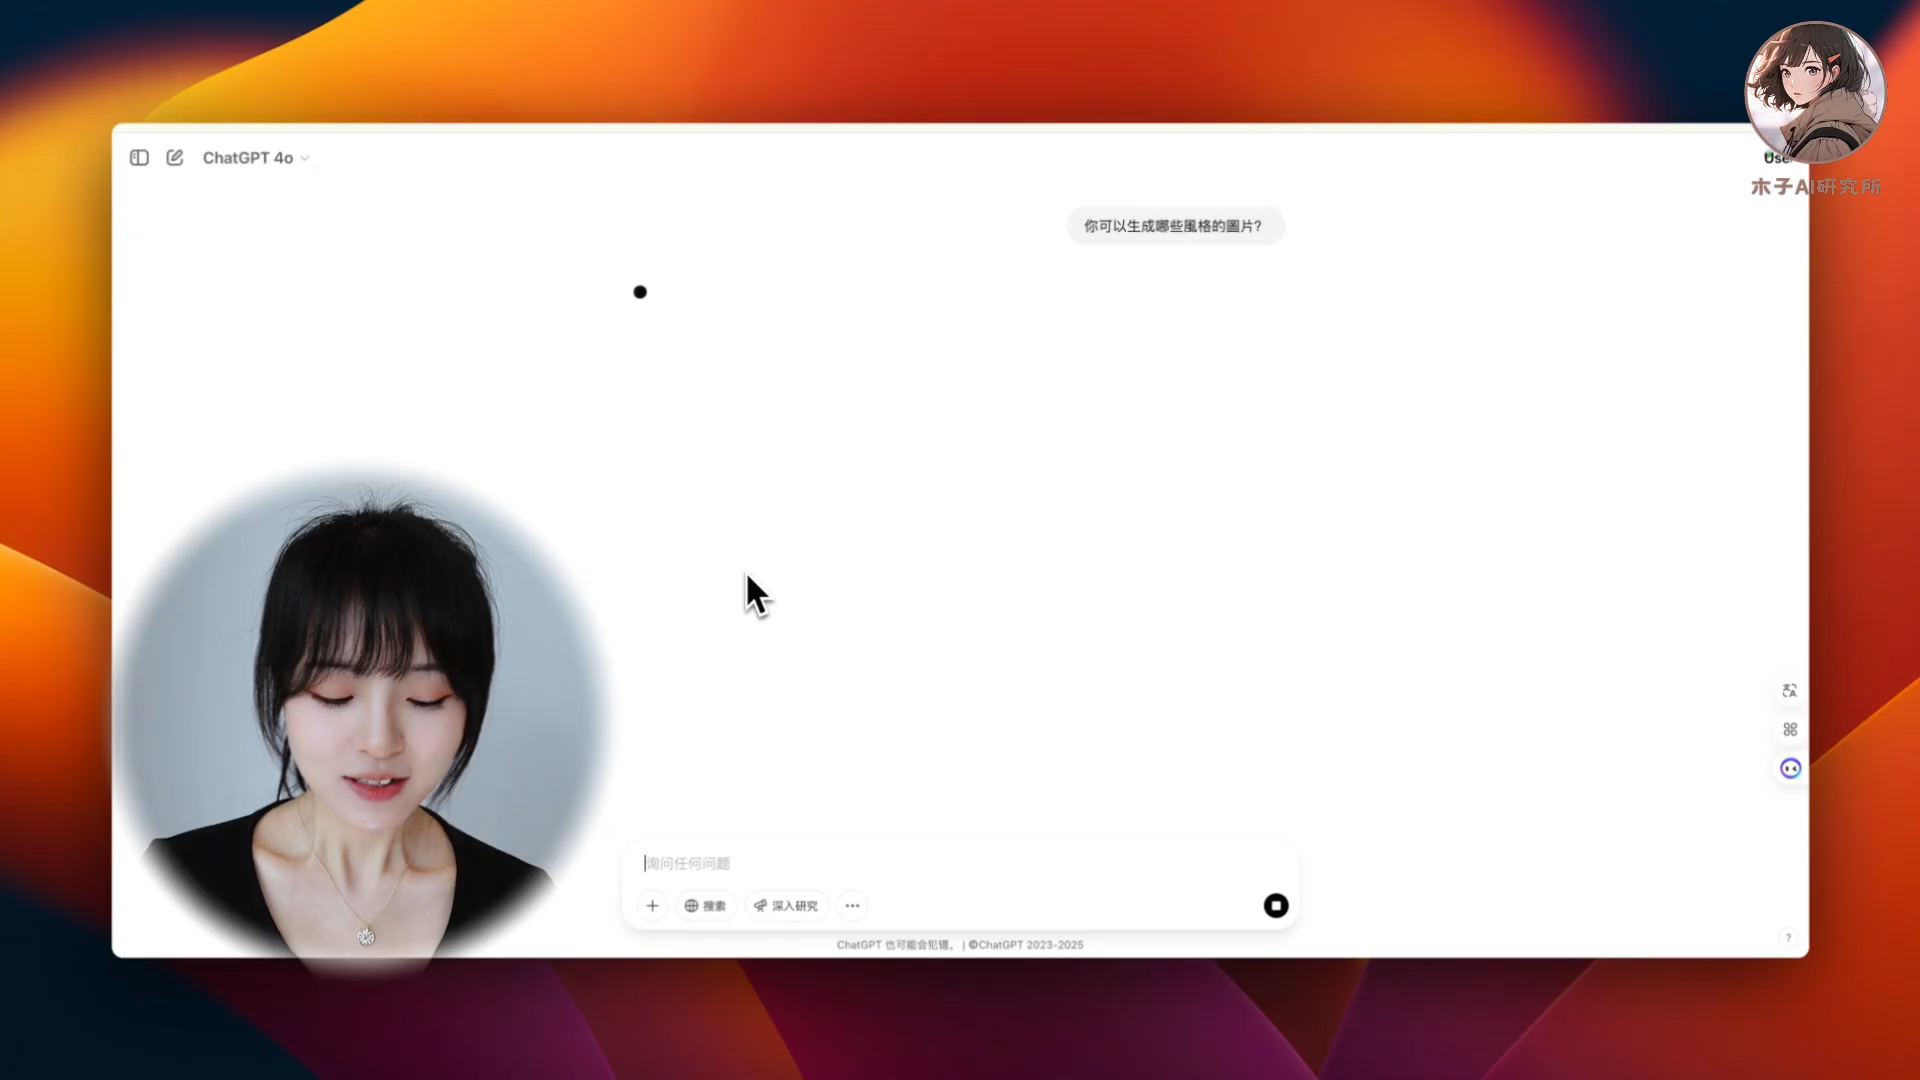 ChatGPT 4o
Use
木子AI研究所
你可以生成哪些風格的圖片?
询问任何问题
搜索
深入研究
ChatGPT 也可能会犯错。 | ©ChatGPT 2023-2025
?